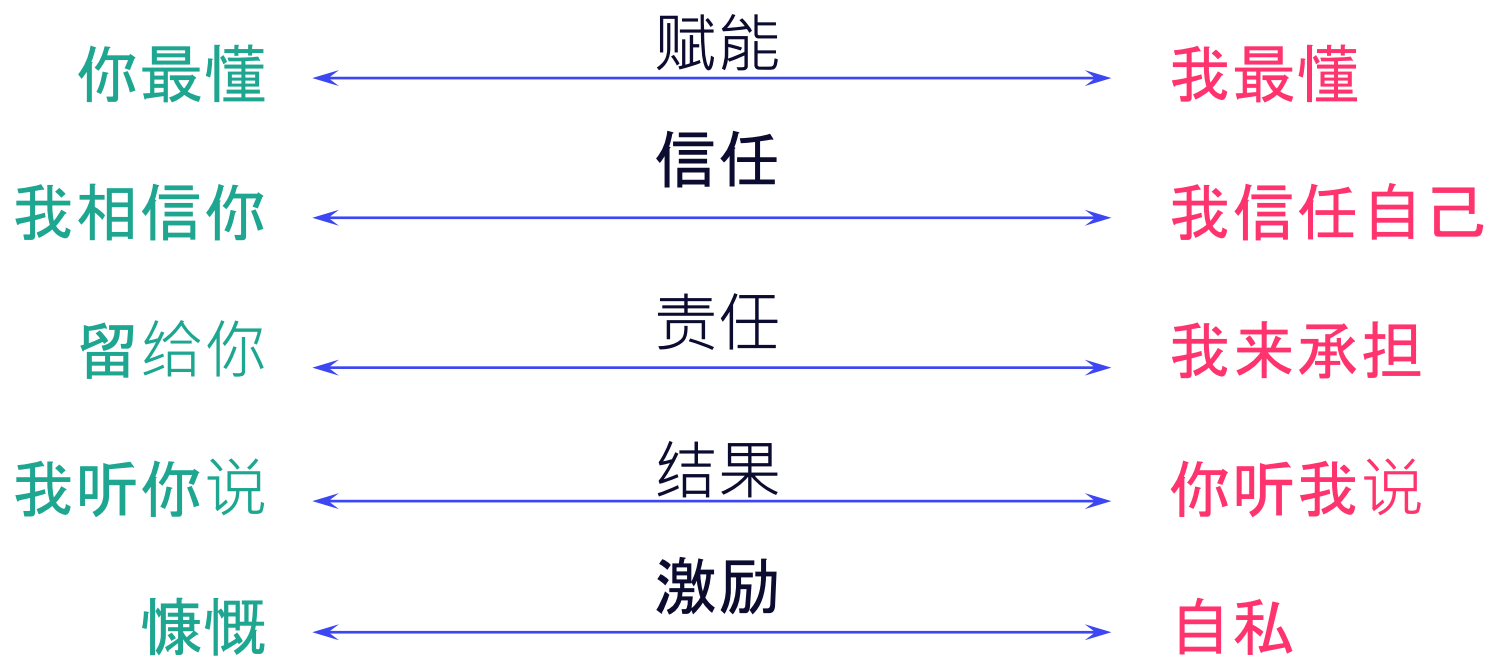 赋能
你最懂
我最懂
信任
我相信你
我信任自己
责任
留给你
我来承担
结果
我听你说
你听我说
激励
慷慨
自私